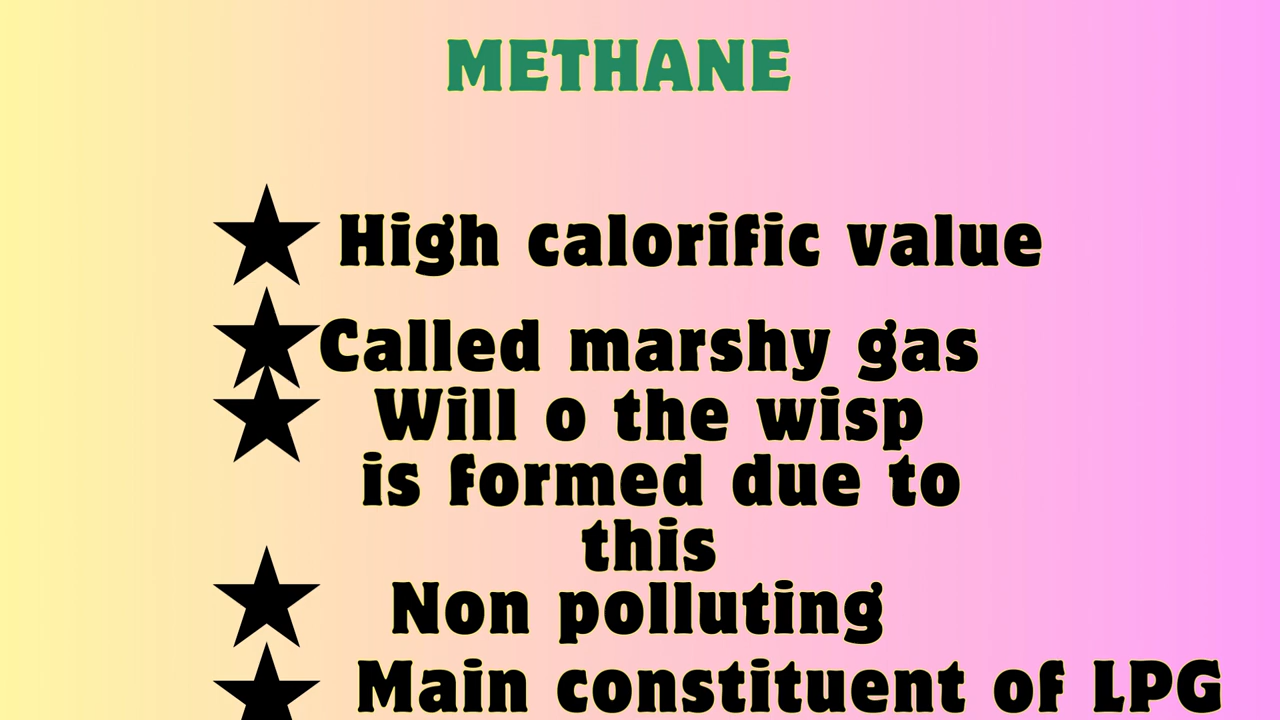 METHANE
High calorific value
Called marshy gas
Will o the wisp
is formed due to
this
Non polluting
Main constituent of LPG